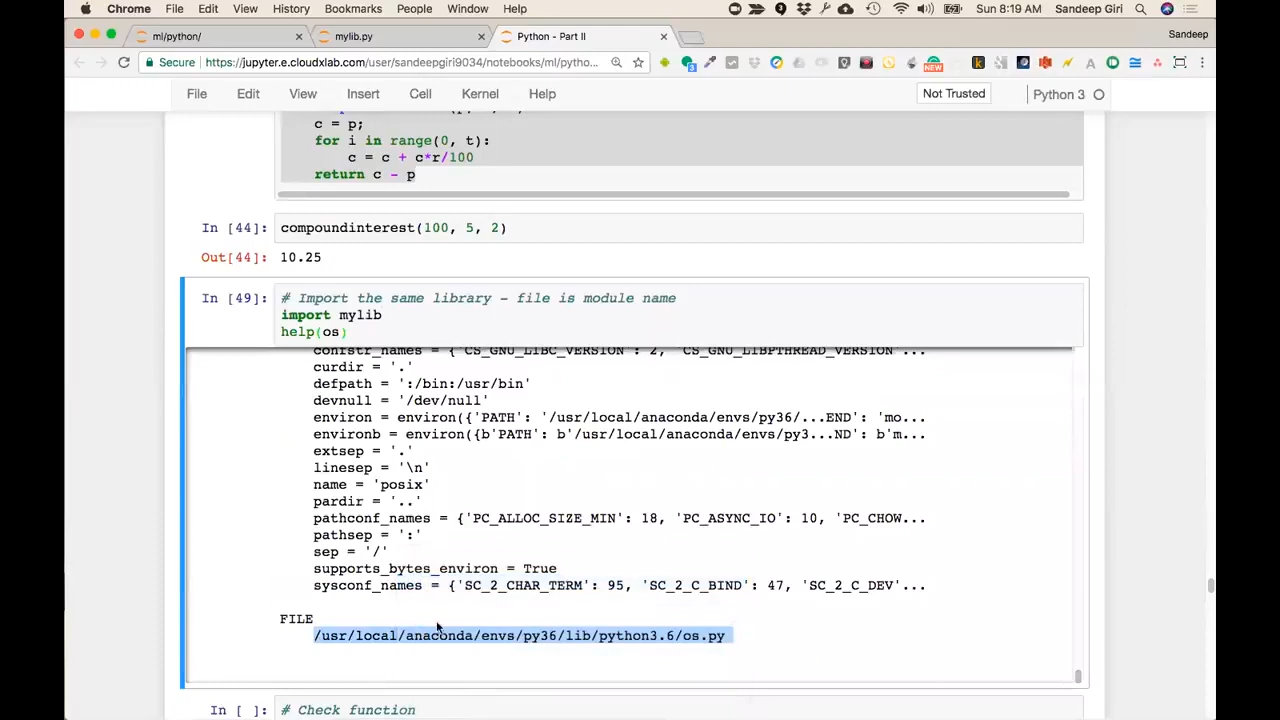 Chrome File Edit View History Bookmarks People Window Help Sun 8:19 AM Sandeep Giri
ml/python/ mylib.py Python - Part II Sandeep
Secure https://jupyter.e.cloudxlab.com/user/sandeepgiri9034/notebooks/ml/pytho...
File Edit View Insert Cell Kernel Help Not Trusted Python 3
c = p;
for i in range(0, t):
c = c + c*r/100
return c - p
In [44]: compoundinterest(100, 5, 2)
Out[44]: 10.25
In [49]: # Import the same library - file is module name
import mylib
help(os)
confstr_names = {'CS_GNU_LIBC_VERSION': 2, 'CS_GNU_LIBPTHREAD_VERSION'...
curdir = '.'
defpath = ':/bin:/usr/bin'
devnull = '/dev/null'
environ = environ({'PATH': '/usr/local/anaconda/envs/py36/...END': 'mo...
environb = environ({b'PATH': b'/usr/local/anaconda/envs/py3...ND': b'm...
extsep = '.'
linesep = '\n'
name = 'posix'
pardir = '..'
pathconf_names = {'PC_ALLOC_SIZE_MIN': 18, 'PC_ASYNC_IO': 10, 'PC_CHOW...
pathsep = ':'
sep = '/'
supports_bytes_environ = True
sysconf_names = {'SC_2_CHAR_TERM': 95, 'SC_2_C_BIND': 47, 'SC_2_C_DEV'...
FILE
/usr/local/anaconda/envs/py36/lib/python3.6/os.py
In [ ]: # Check function